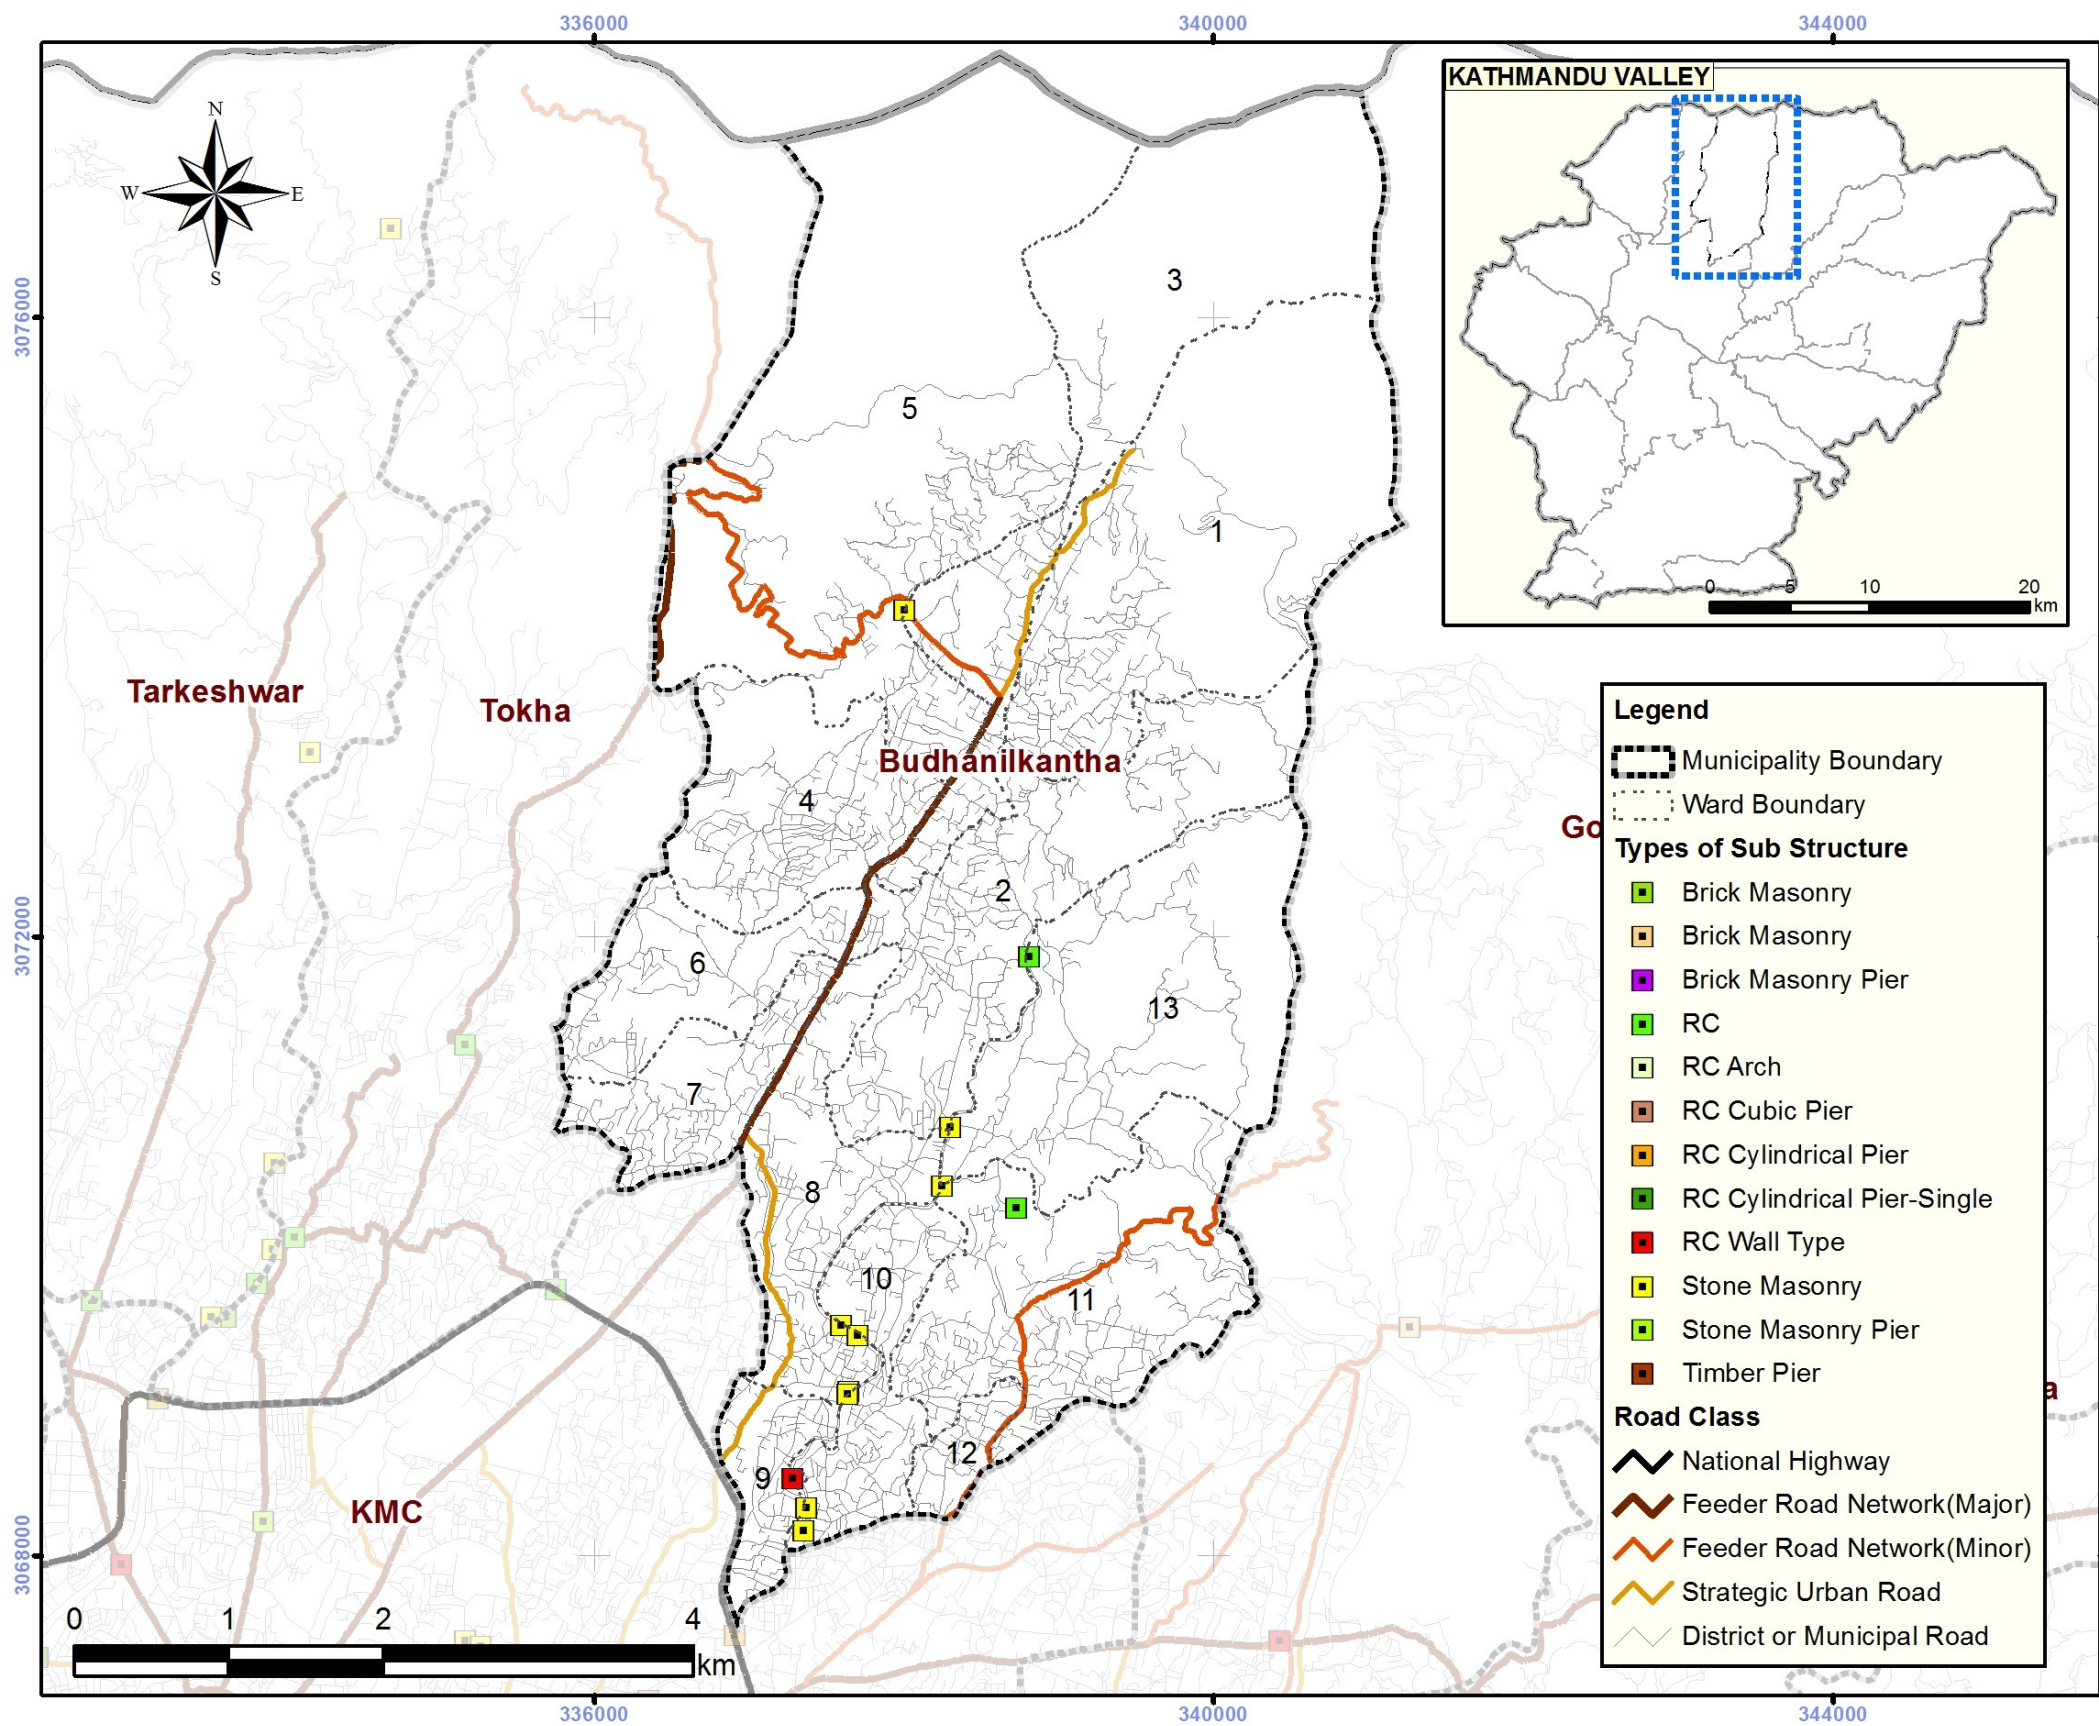 336000
340000
344000
KATHMANDU VALLEY
N
W
E
S
3076000
3
5
1
0
5
10
20
km
Tarkeshwar
Tokha
Budhanilkantha
4
Go
3072000
2
6
13
7
8
10
11
12
9
KMC
3068000
a
Legend
Municipality Boundary
Ward Boundary
Types of Sub Structure
Brick Masonry
Brick Masonry
Brick Masonry Pier
RC
RC Arch
RC Cubic Pier
RC Cylindrical Pier
RC Cylindrical Pier-Single
RC Wall Type
Stone Masonry
Stone Masonry Pier
Timber Pier
Road Class
National Highway
Feeder Road Network(Major)
Feeder Road Network(Minor)
Strategic Urban Road
District or Municipal Road
0
1
2
4
km
336000
340000
344000